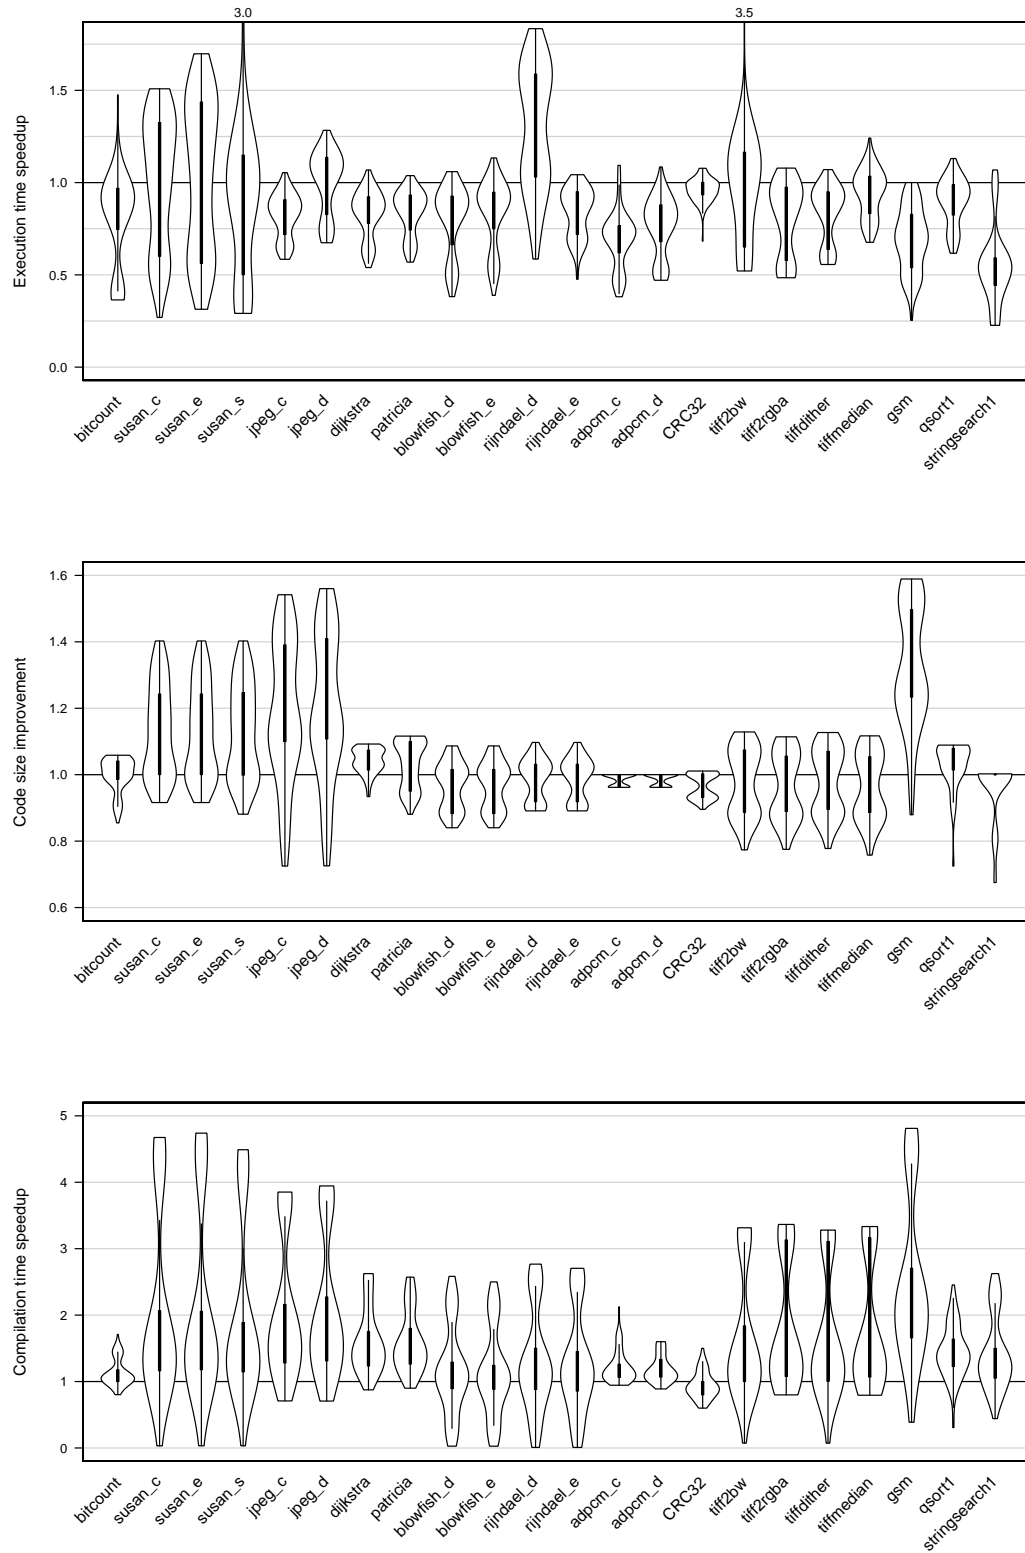 3.0 3.5
Execution time speedup
1.5
1.0
0.5
0.0
bitcount susan_c susan_e susan_s jpeg_c jpeg_d dijkstra patricia blowfish_d blowfish_e rijndael_d rijndael_e adpcm_c adpcm_d CRC32 tiff2bw tiff2rgba tiffdither tiffmedian gsm qsort1 stringsearch1
Code size improvement
1.6
1.4
1.2
1.0
0.8
0.6
bitcount susan_c susan_e susan_s jpeg_c jpeg_d dijkstra patricia blowfish_d blowfish_e rijndael_d rijndael_e adpcm_c adpcm_d CRC32 tiff2bw tiff2rgba tiffdither tiffmedian gsm qsort1 stringsearch1
Compilation time speedup
5
4
3
2
1
0
bitcount susan_c susan_e susan_s jpeg_c jpeg_d dijkstra patricia blowfish_d blowfish_e rijndael_d rijndael_e adpcm_c adpcm_d CRC32 tiff2bw tiff2rgba tiffdither tiffmedian gsm qsort1 stringsearch1